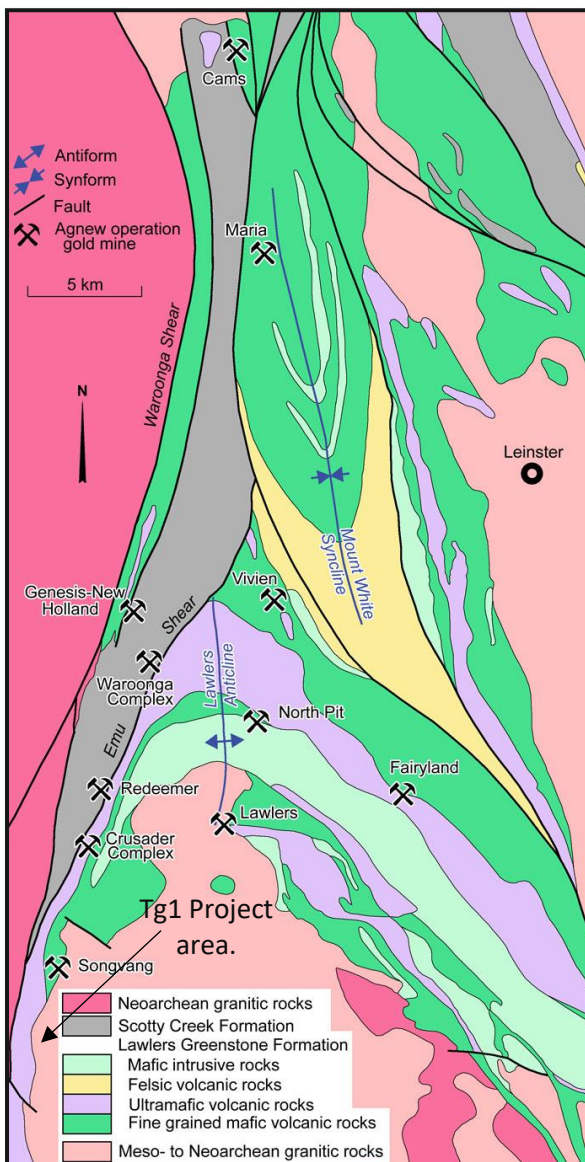 Cams
Antiform
Synform
Fault
Agnew operation
gold mine
5 km
Maria
Waroonga Shear
N
Leinster
Mount White
Syncline
Genesis-New
Holland
Vivien
Shear
Emu
Waroonga
Complex
Lawlers
Anticline
North Pit
Fairyland
Redeemer
Lawlers
Crusader
Complex
Tg1 Project
area.
Songvang
Neoarchean granitic rocks
Scotty Creek Formation
Lawlers Greenstone Formation
Mafic intrusive rocks
Felsic volcanic rocks
Ultramafic volcanic rocks
Fine grained mafic volcanic rocks
Meso- to Neoarchean granitic rocks